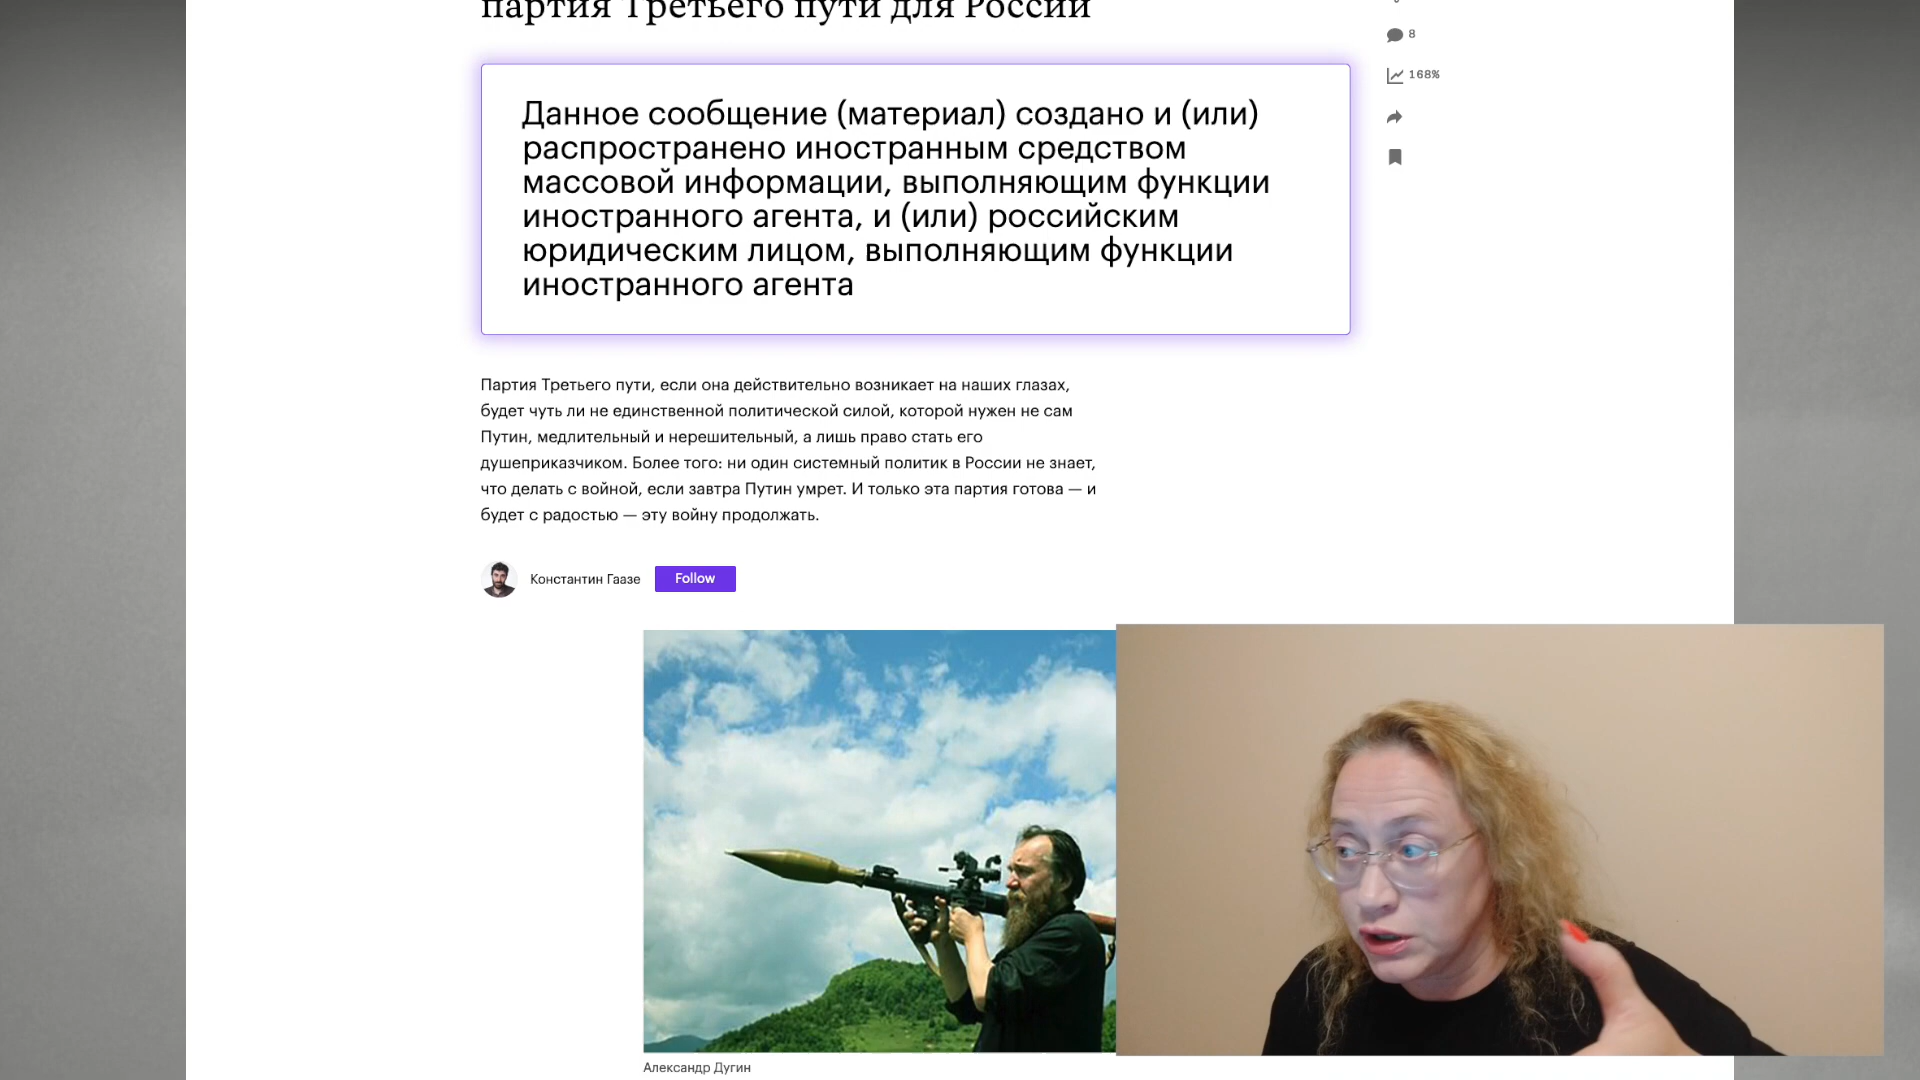 партия Третьего пути для России
8
168%
Данное сообщение (материал) создано и (или)
распространено иностранным средством
массовой информации, выполняющим функции
иностранного агента, и (или) российским
юридическим лицом, выполняющим функции
иностранного агента
Партия Третьего пути, если она действительно возникает на наших глазах,
будет чуть ли не единственной политической силой, которой нужен не сам
Путин, медлительный и нерешительный, а лишь право стать его
душеприказчиком. Более того: ни один системный политик в России не знает,
что делать с войной, если завтра Путин умрет. И только эта партия готова — и
будет с радостью — эту войну продолжать.
Константин Гаазе
Follow
Александр Дугин